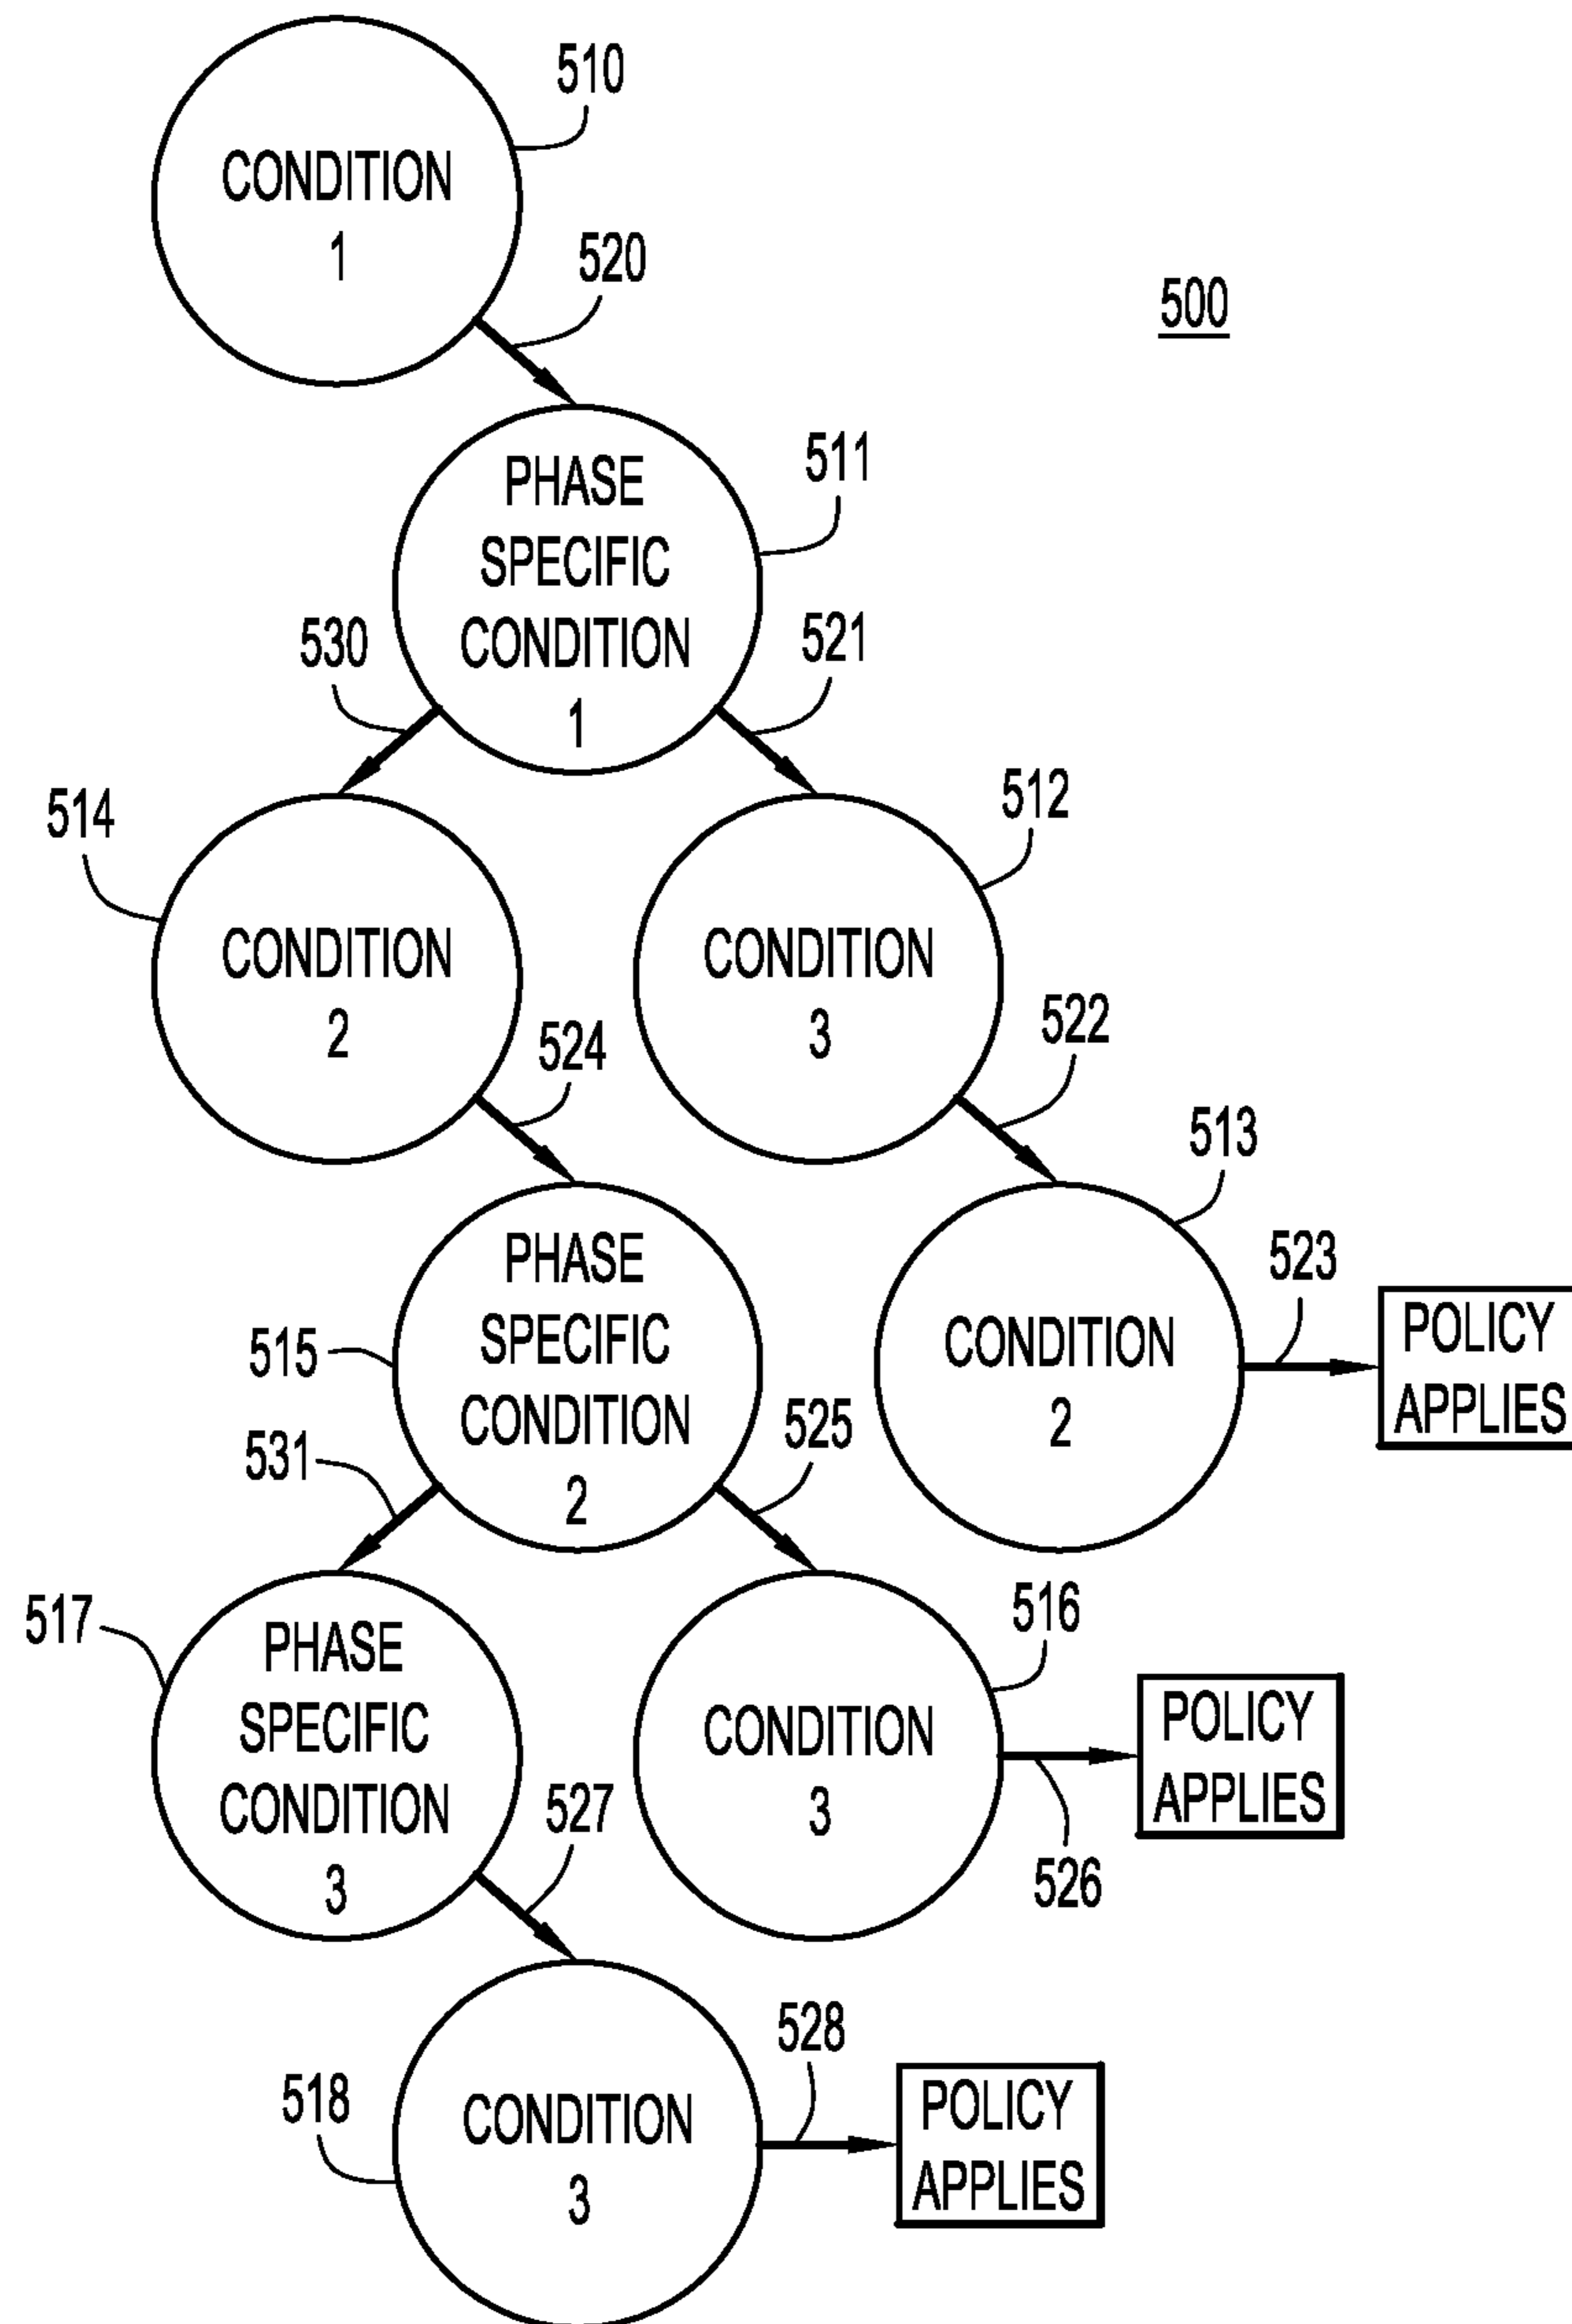 510
CONDITION
1
520
500
511
PHASE
SPECIFIC
CONDITION
1
530
521
514
512
CONDITION
2
CONDITION
3
524
522
513
PHASE
SPECIFIC
CONDITION
2
515
523
CONDITION
2
POLICY
APPLIES
531
525
517
516
PHASE
SPECIFIC
CONDITION
3
CONDITION
3
POLICY
APPLIES
527
526
518
CONDITION
3
528
POLICY
APPLIES